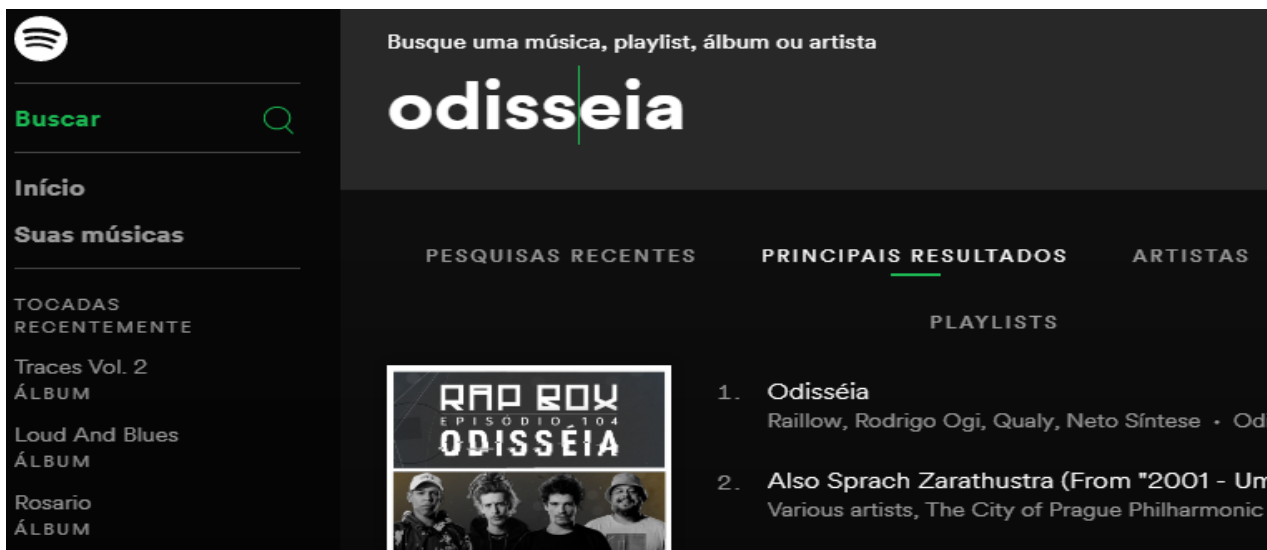 Buscar
Início
Suas músicas
TOCADAS
RECENTEMENTE
Traces Vol. 2
ÁLBUM
Loud And Blues
ÁLBUM
Rosario
ÁLBUM
Busque uma música, playlist, álbum ou artista
odisseia
PESQUISAS RECENTES PRINCIPAIS RESULTADOS ARTISTAS
PLAYLISTS
RAP BOX
EPISÓDIO 104
ODISSÉIA
1. Odisséia
Raillow, Rodrigo Ogi, Qualy, Neto Síntese • Od
2. Also Sprach Zarathustra (From "2001 - Um
Various artists, The City of Prague Philharmonic